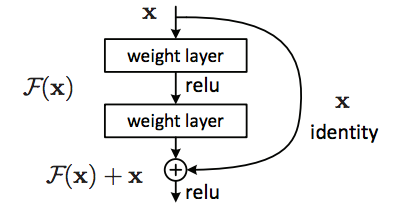 x
weight layer
relu
F(x)
weight layer
x
identity
F(x) + x
+
relu